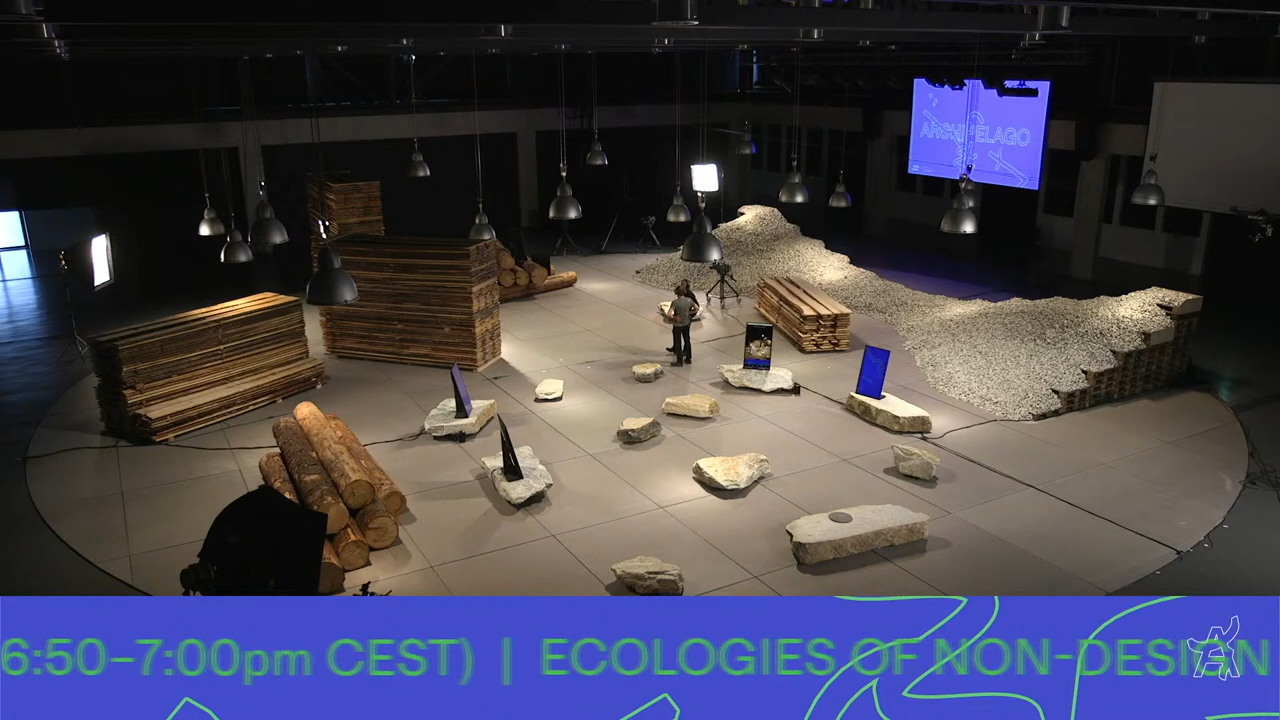 ARCHIPELAGO
6:50–7:00pm CEST) | ECOLOGIES OF NON-DESIGN